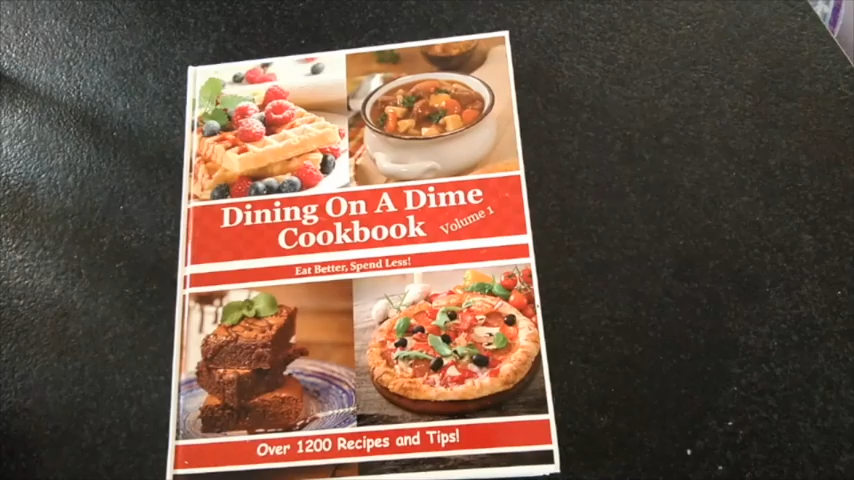 Dining On A Dime
Cookbook Volume 1
Eat Better, Spend Less!
Over 1200 Recipes and Tips!